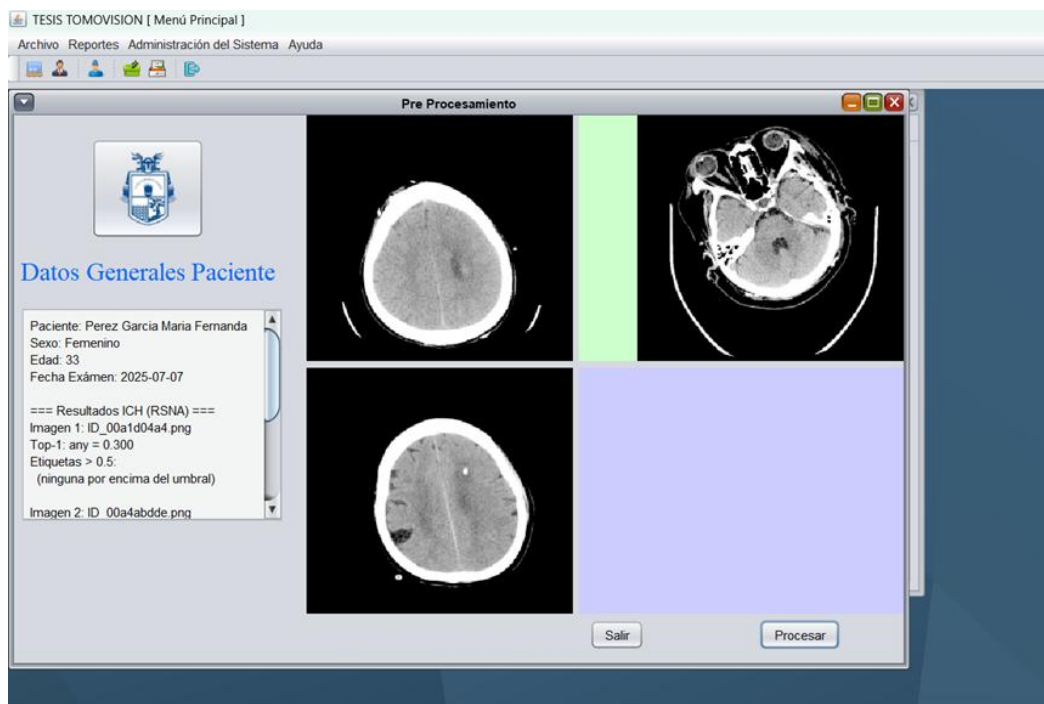 TESIS TOMOVISION [ Menú Principal ]
Archivo Reportes Administración del Sistema Ayuda
Pre Procesamiento
Datos Generales Paciente
Paciente: Perez Garcia Maria Fernanda
Sexo: Femenino
Edad: 33
Fecha Exámen: 2025-07-07
=== Resultados ICH (RSNA) ===
Imagen 1: ID_00a1d04a4.png
Top-1: any = 0.300
Etiquetas > 0.5:
(ninguna por encima del umbral)
Imagen 2: ID_00a4abdde.png
Salir
Procesar